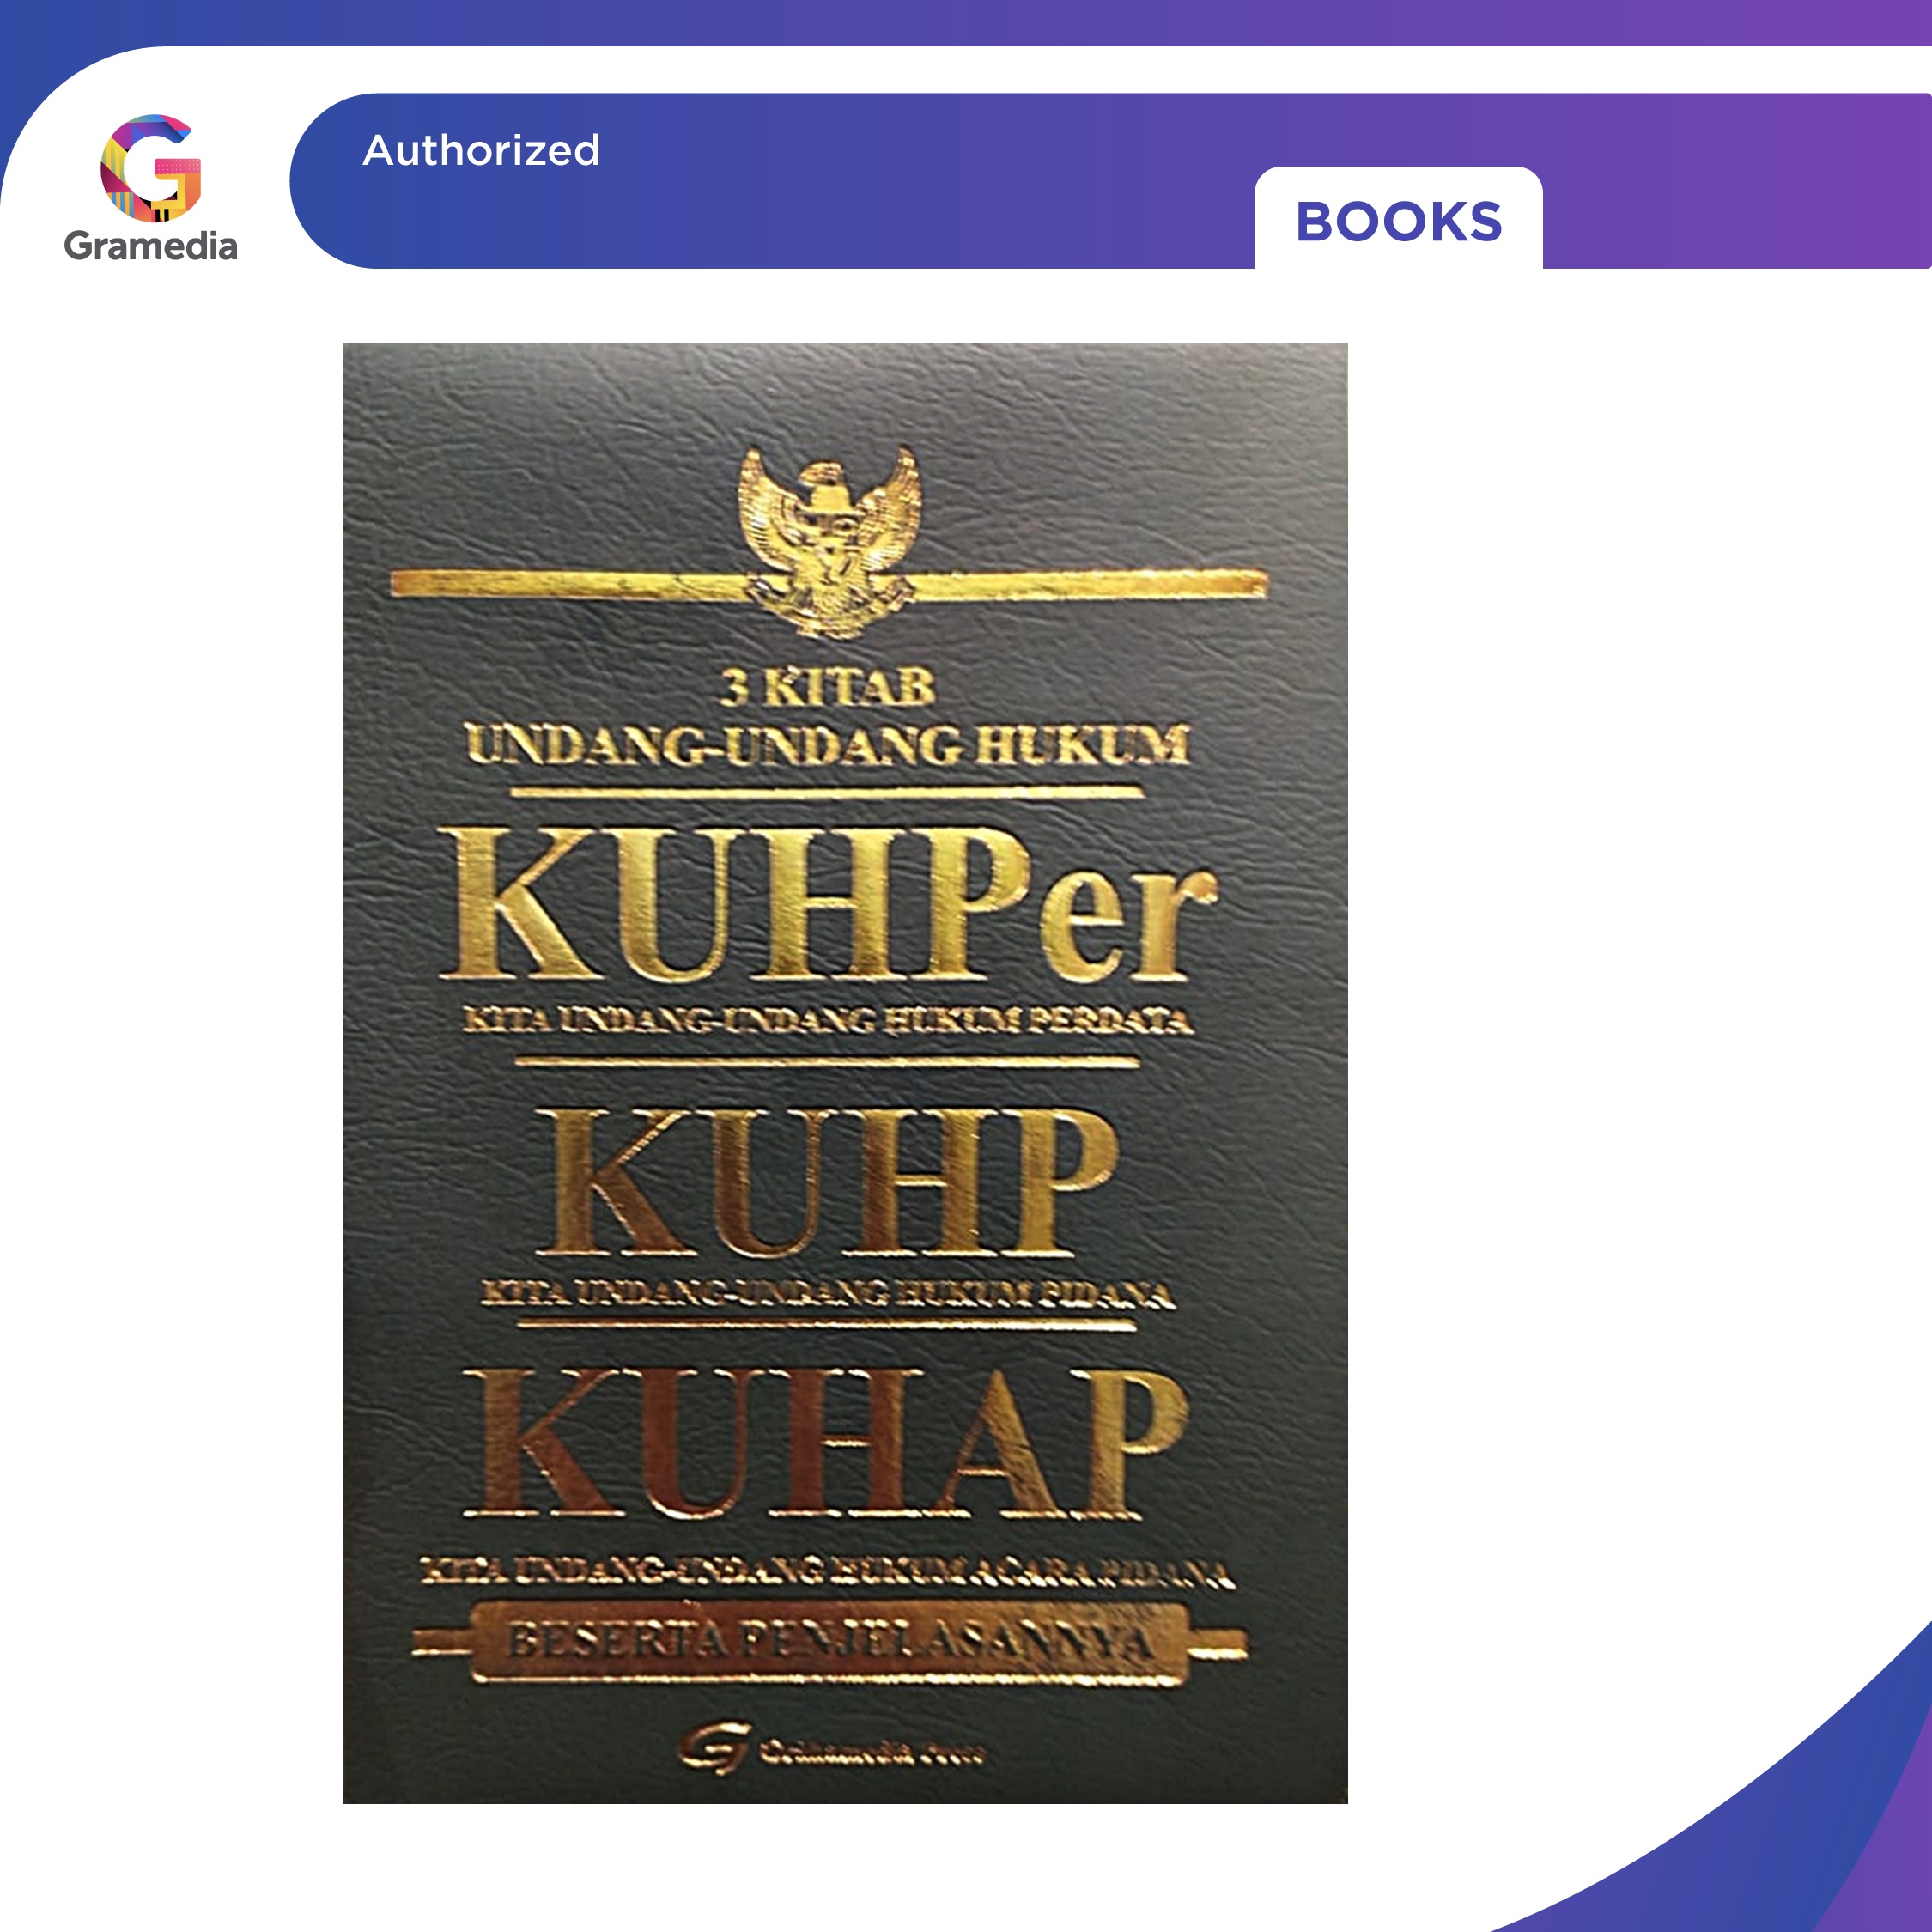 Gramedia
Authorized
BOOKS
3 KITAB
UNDANG-UNDANG HUKUM
KUHPer
KITA UNDANG-UNDANG HUKUM PERDATA
KUHP
KITA UNDANG-UNDANG HUKUM PIDANA
KUHAP
KITA UNDANG-UNDANG HUKUM ACARA PIDANA
BESERTA PENJELASANNYA
Press